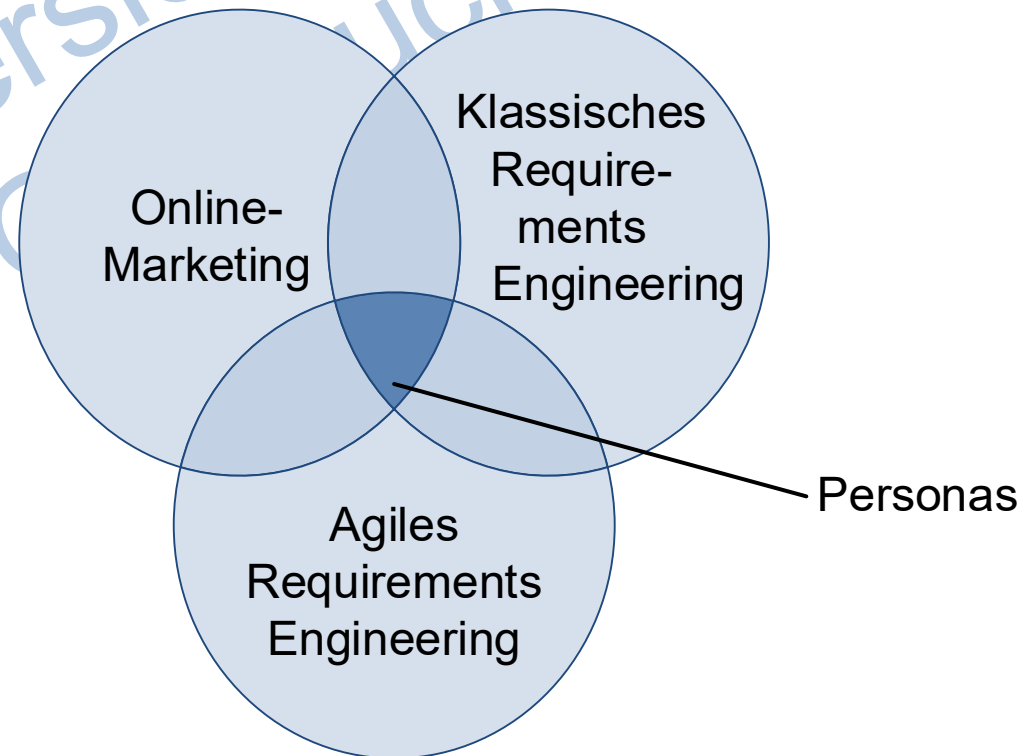 Online-
Marketing
Klassisches
Require-
ments
Engineering
Agiles
Requirements
Engineering
Personas